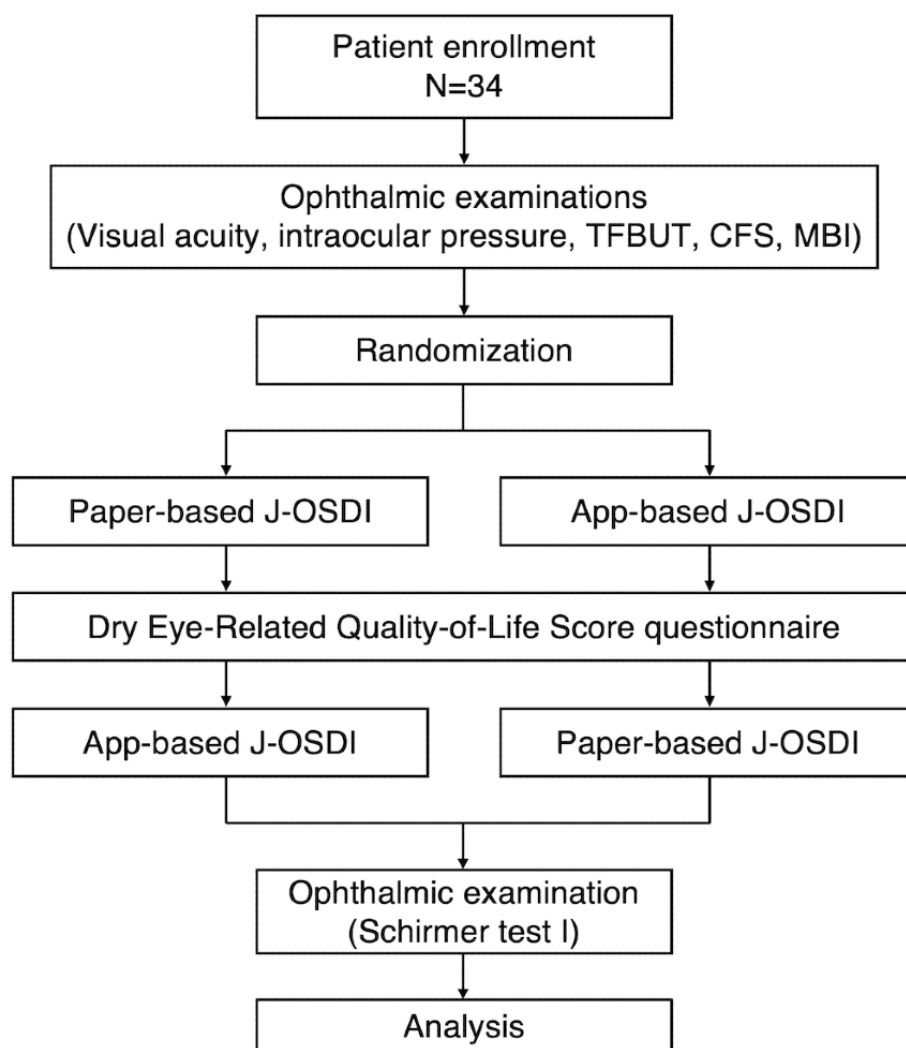 Patient enrollment
N=34
Ophthalmic examinations
(Visual acuity, intraocular pressure, TFBUT, CFS, MBI)
Randomization
Paper-based J-OSDI
App-based J-OSDI
Dry Eye-Related Quality-of-Life Score questionnaire
App-based J-OSDI
Paper-based J-OSDI
Ophthalmic examination
(Schirmer test I)
Analysis